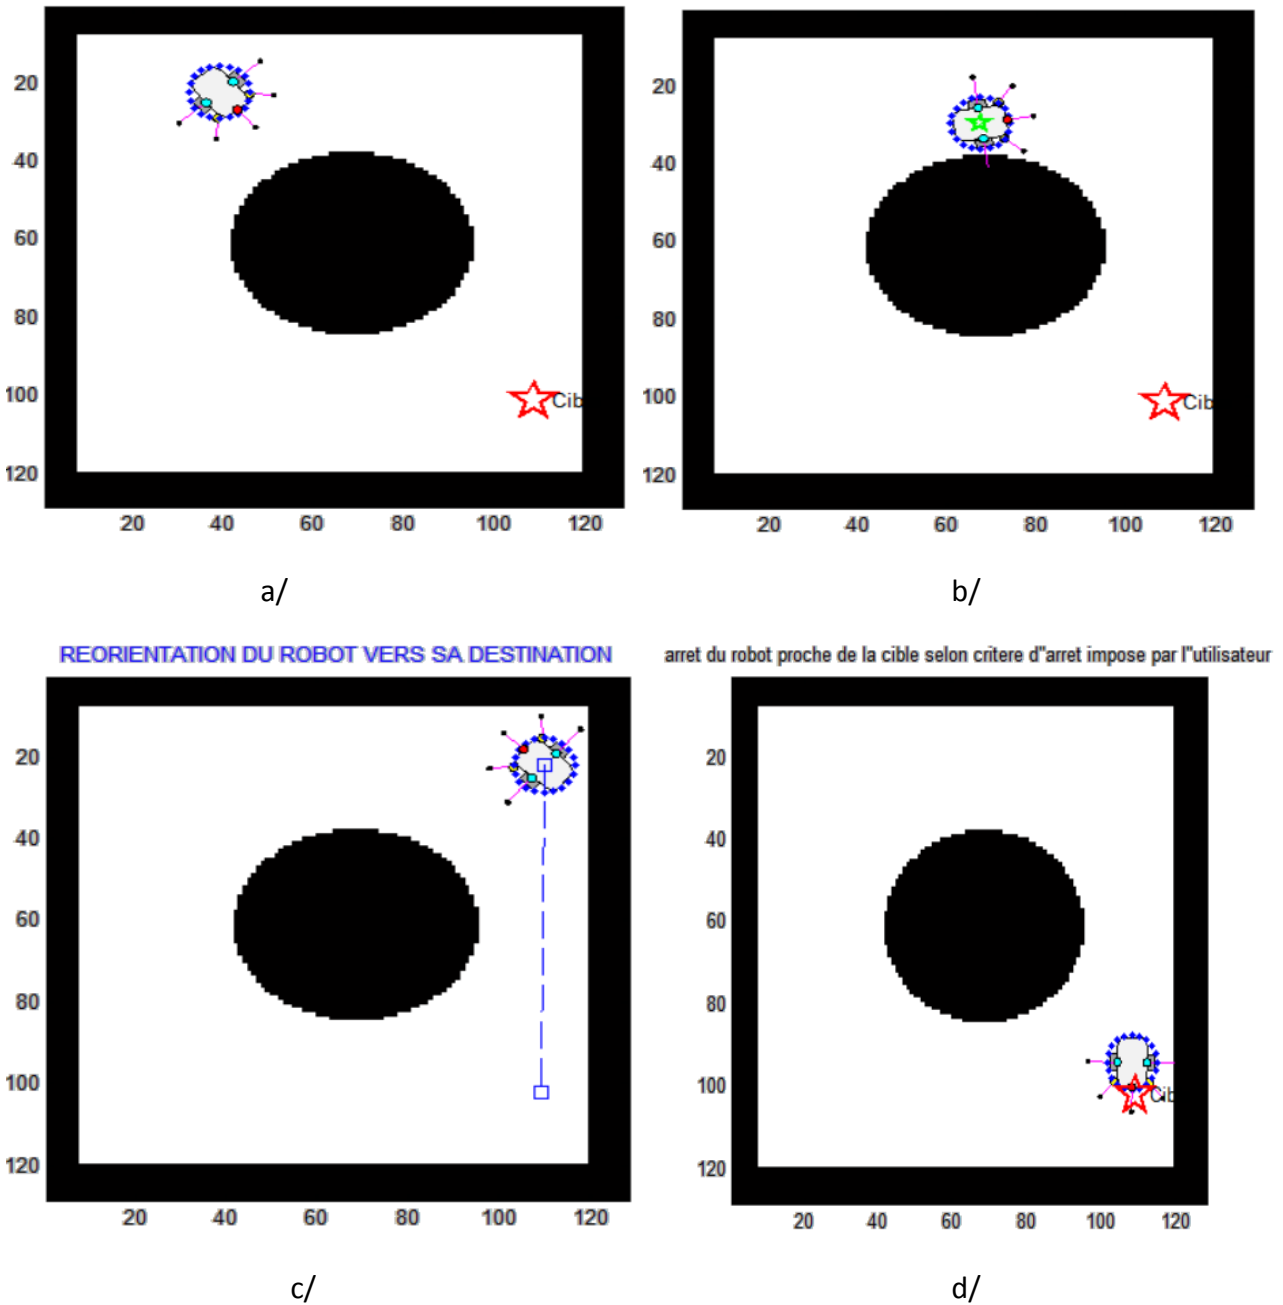 20
40
60
80
100
120
Cib
20 40 60 80 100 120
a/
20
40
60
80
100
120
Cib
20 40 60 80 100 120
b/
REORIENTATION DU ROBOT VERS SA DESTINATION
20
40
60
80
100
120
20 40 60 80 100 120
c/
arret du robot proche de la cible selon critere d"arret impose par l"utilisateur
20
40
60
80
100
120
Cib
20 40 60 80 100 120
d/